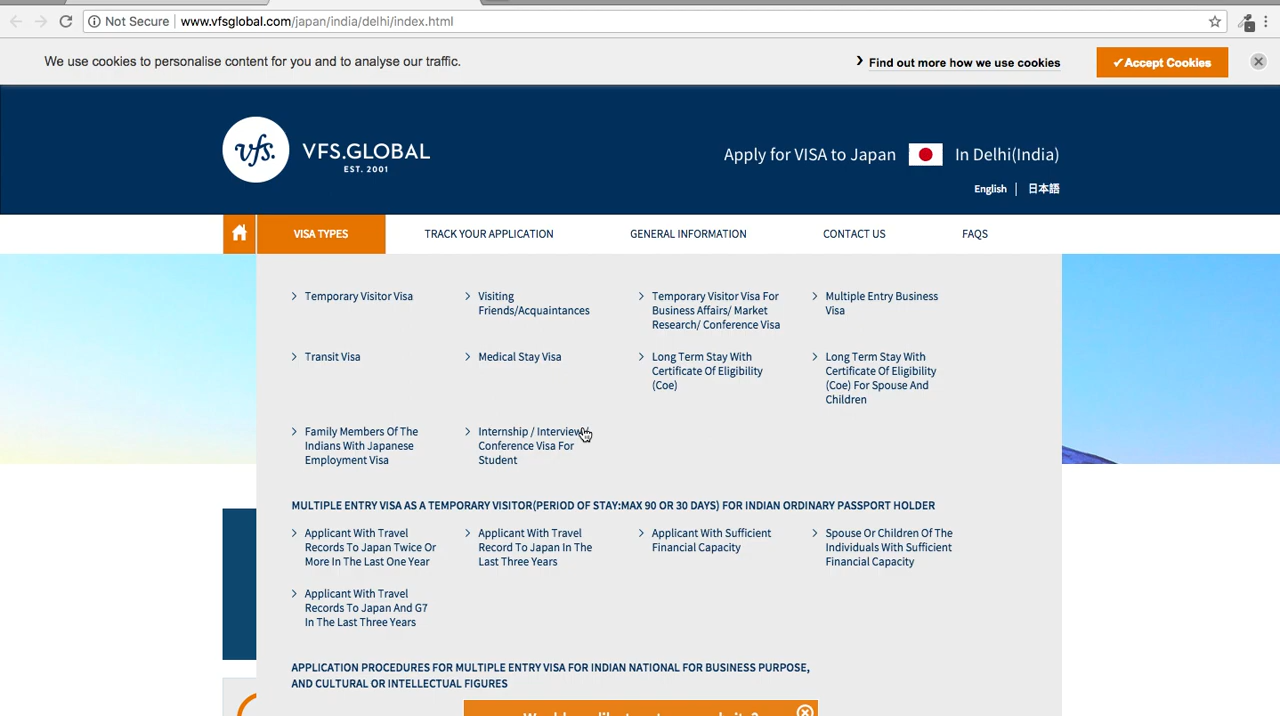 Not Secure
www.vfsglobal.com/japan/india/delhi/index.html
We use cookies to personalise content for you and to analyse our traffic.
Find out more how we use cookies
✔Accept Cookies
vfs.
VFS.GLOBAL
EST. 2001
Apply for VISA to Japan
In Delhi(India)
English
日本語
VISA TYPES
TRACK YOUR APPLICATION
GENERAL INFORMATION
CONTACT US
FAQS
Temporary Visitor Visa
Visiting
Friends/Acquaintances
Temporary Visitor Visa For
Business Affairs/ Market
Research/ Conference Visa
Multiple Entry Business
Visa
Transit Visa
Medical Stay Visa
Long Term Stay With
Certificate Of Eligibility
(Coe)
Long Term Stay With
Certificate Of Eligibility
(Coe) For Spouse And
Children
Family Members Of The
Indians With Japanese
Employment Visa
Internship / Interview/
Conference Visa For
Student
MULTIPLE ENTRY VISA AS A TEMPORARY VISITOR(PERIOD OF STAY:MAX 90 OR 30 DAYS) FOR INDIAN ORDINARY PASSPORT HOLDER
Applicant With Travel
Records To Japan Twice Or
More In The Last One Year
Applicant With Travel
Record To Japan In The
Last Three Years
Applicant With Sufficient
Financial Capacity
Spouse Or Children Of The
Individuals With Sufficient
Financial Capacity
Applicant With Travel
Records To Japan And G7
In The Last Three Years
APPLICATION PROCEDURES FOR MULTIPLE ENTRY VISA FOR INDIAN NATIONAL FOR BUSINESS PURPOSE,
AND CULTURAL OR INTELLECTUAL FIGURES